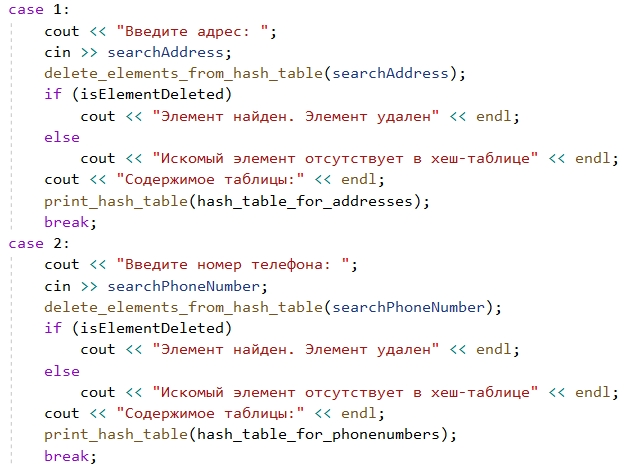 case 1:
    cout << "Введите адрес: ";
    cin >> searchAddress;
    delete_elements_from_hash_table(searchAddress);
    if (isElementDeleted)
        cout << "Элемент найден. Элемент удален" << endl;
    else
        cout << "Искомый элемент отсутствует в хеш-таблице" << endl;
    cout << "Содержимое таблицы:" << endl;
    print_hash_table(hash_table_for_addresses);
    break;
case 2:
    cout << "Введите номер телефона: ";
    cin >> searchPhoneNumber;
    delete_elements_from_hash_table(searchPhoneNumber);
    if (isElementDeleted)
        cout << "Элемент найден. Элемент удален" << endl;
    else
        cout << "Искомый элемент отсутствует в хеш-таблице" << endl;
    cout << "Содержимое таблицы:" << endl;
    print_hash_table(hash_table_for_phonenumbers);
    break;